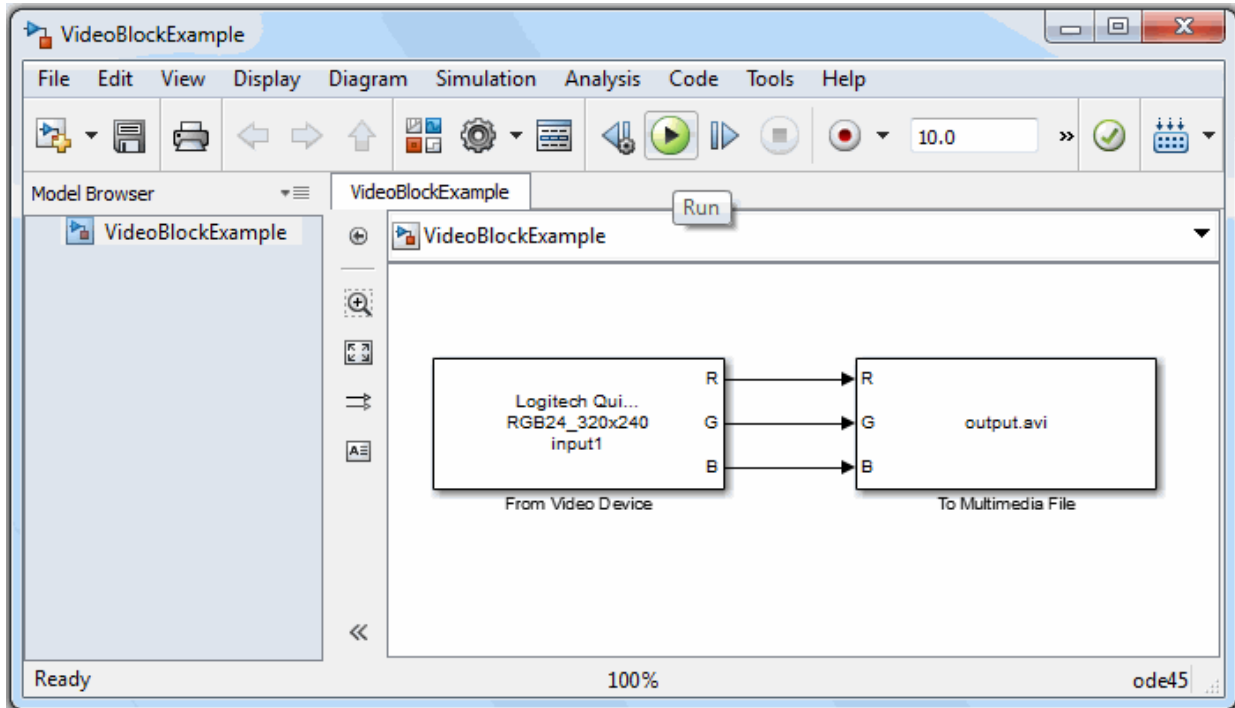 VideoBlockExample
File Edit View Display Diagram Simulation Analysis Code Tools Help
10.0 »
Model Browser
VideoBlockExample
Run
VideoBlockExample
VideoBlockExample
Logitech Qui...
RGB24_320x240
input1
R
G
B
From Video Device
R
G
B
output.avi
To Multimedia File
Ready 100% ode45